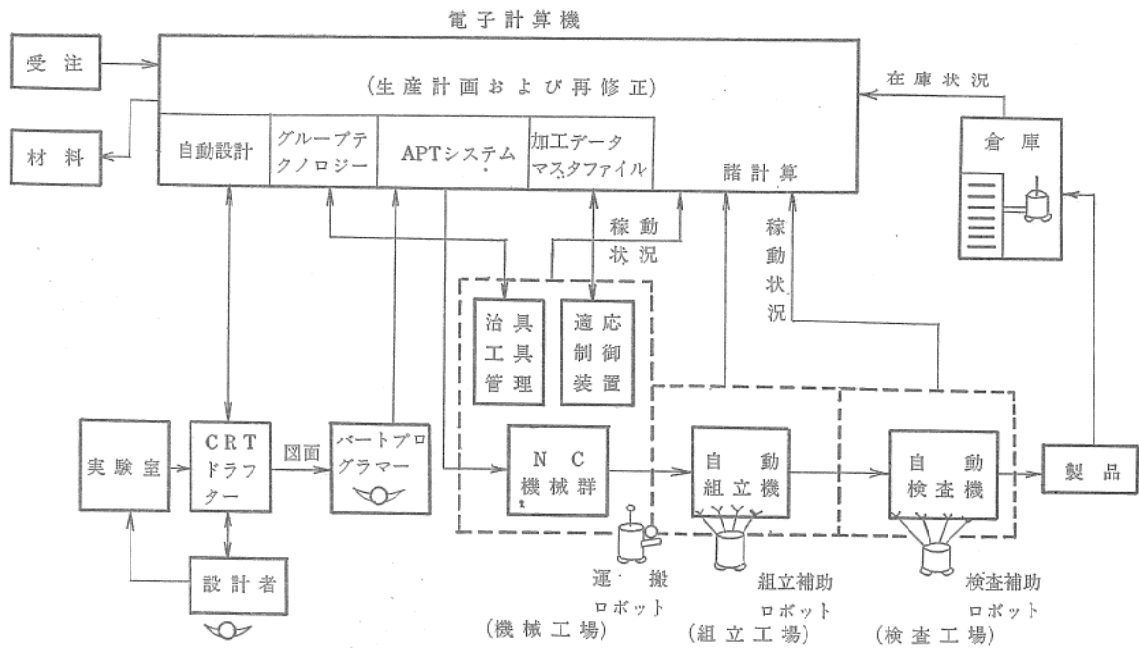 電子計算機
受注
(生産計画および再修正)
在庫状況
材料
自動設計
グループテ
クノロジー
APTシステム
加工データ
マスタファイル
諸計算
倉庫
稼動
状況
稼動状況
治具
工具
管理
適応
制御
装置
実験室
CRT
ドラフ
ター
図面
パートプロ
グラマー
NC
機械群
自動
組立機
自動
検査機
製品
設計者
運搬
ロボット
組立補助
ロボット
検査補助
ロボット
(機械工場)
(組立工場)
(検査工場)